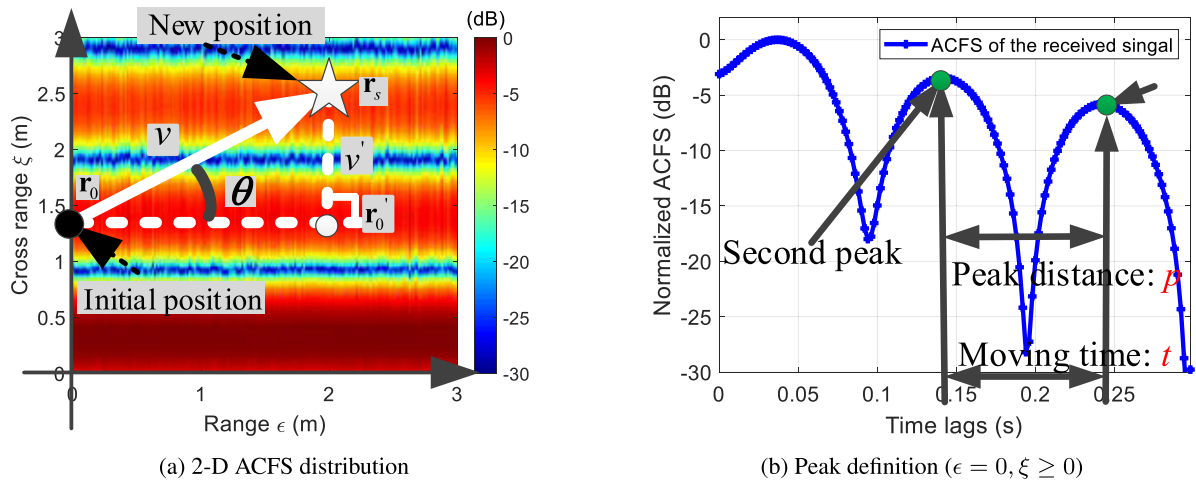 (dB)
New position
3
2.5
2
1.5
1
0.5
0
Cross range ξ (m)
r₀
v
θ
r_s
v'
r₀'
Initial position
0 1 2 3
Range ϵ (m)
0
-5
-10
-15
-20
-25
-30
(a) 2-D ACFS distribution
ACFS of the received singal
0
-5
-10
-15
-20
-25
-30
Normalized ACFS (dB)
Second peak
Peak distance: p
Moving time: t
0 0.05 0.1 0.15 0.2 0.25
Time lags (s)
(b) Peak definition (ϵ = 0, ξ ≥ 0)